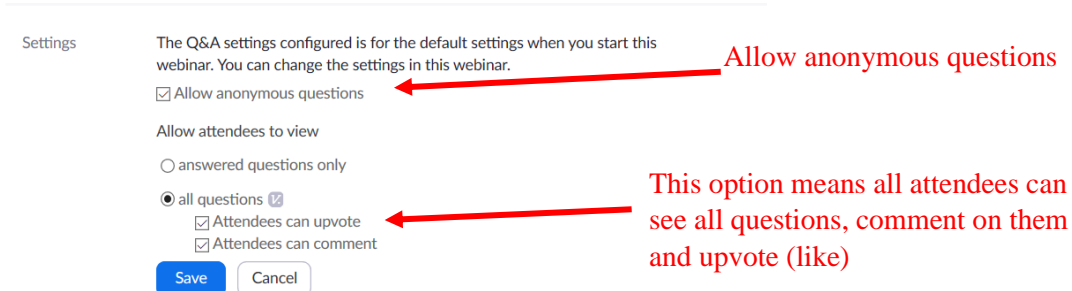 Settings
The Q&A settings configured is for the default settings when you start this
webinar. You can change the settings in this webinar.
Allow anonymous questions
Allow anonymous questions
Allow attendees to view
answered questions only
all questions
Attendees can upvote
Attendees can comment
This option means all attendees can
see all questions, comment on them
and upvote (like)
Save
Cancel